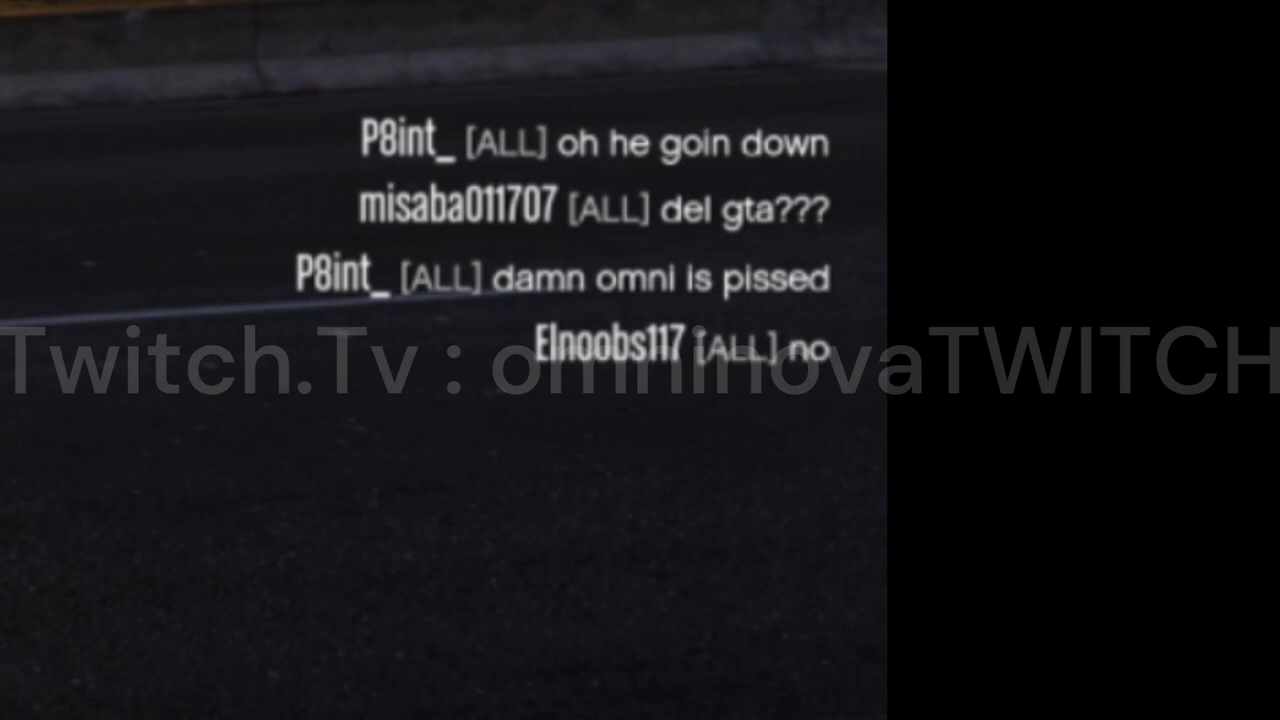 P8int_ [ALL] oh he goin down
misaba011707 [ALL] del gta???
P8int_ [ALL] damn omni is pissed
Elnoobs117 [ALL] no
Twitch.Tv : omninovaTWITCH